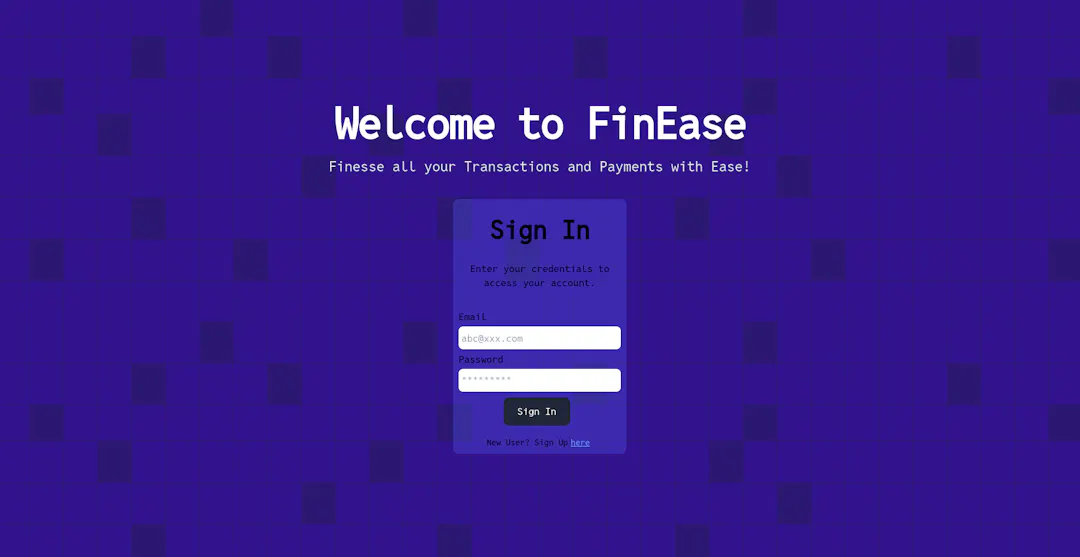 Welcome to FinEase
Finesse all your Transactions and Payments with Ease!
Sign In
Enter your credentials to
access your account.
Email
abc@xxx.com
Password
*********
Sign In
New User? Sign Up here